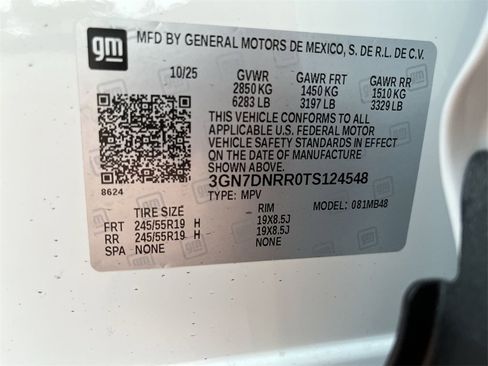 gm MFD BY GENERAL MOTORS DE MEXICO, S. DE R.L. DE C.V.
10/25 GVWR GAWR FRT GAWR RR
2850 KG 1450 KG 1510 KG
6283 LB 3197 LB 3329 LB
THIS VEHICLE CONFORMS TO ALL
APPLICABLE U.S. FEDERAL MOTOR
VEHICLE SAFETY STANDARDS IN EFFECT
ON THE DATE OF MANUFACTURE
SHOWN ABOVE.
8624 3GN7DNRR0TS124548
TYPE: MPV MODEL: 081MB48
TIRE SIZE RIM
FRT 245/55R19 H 19X8.5J
RR 245/55R19 H 19X8.5J
SPA NONE NONE